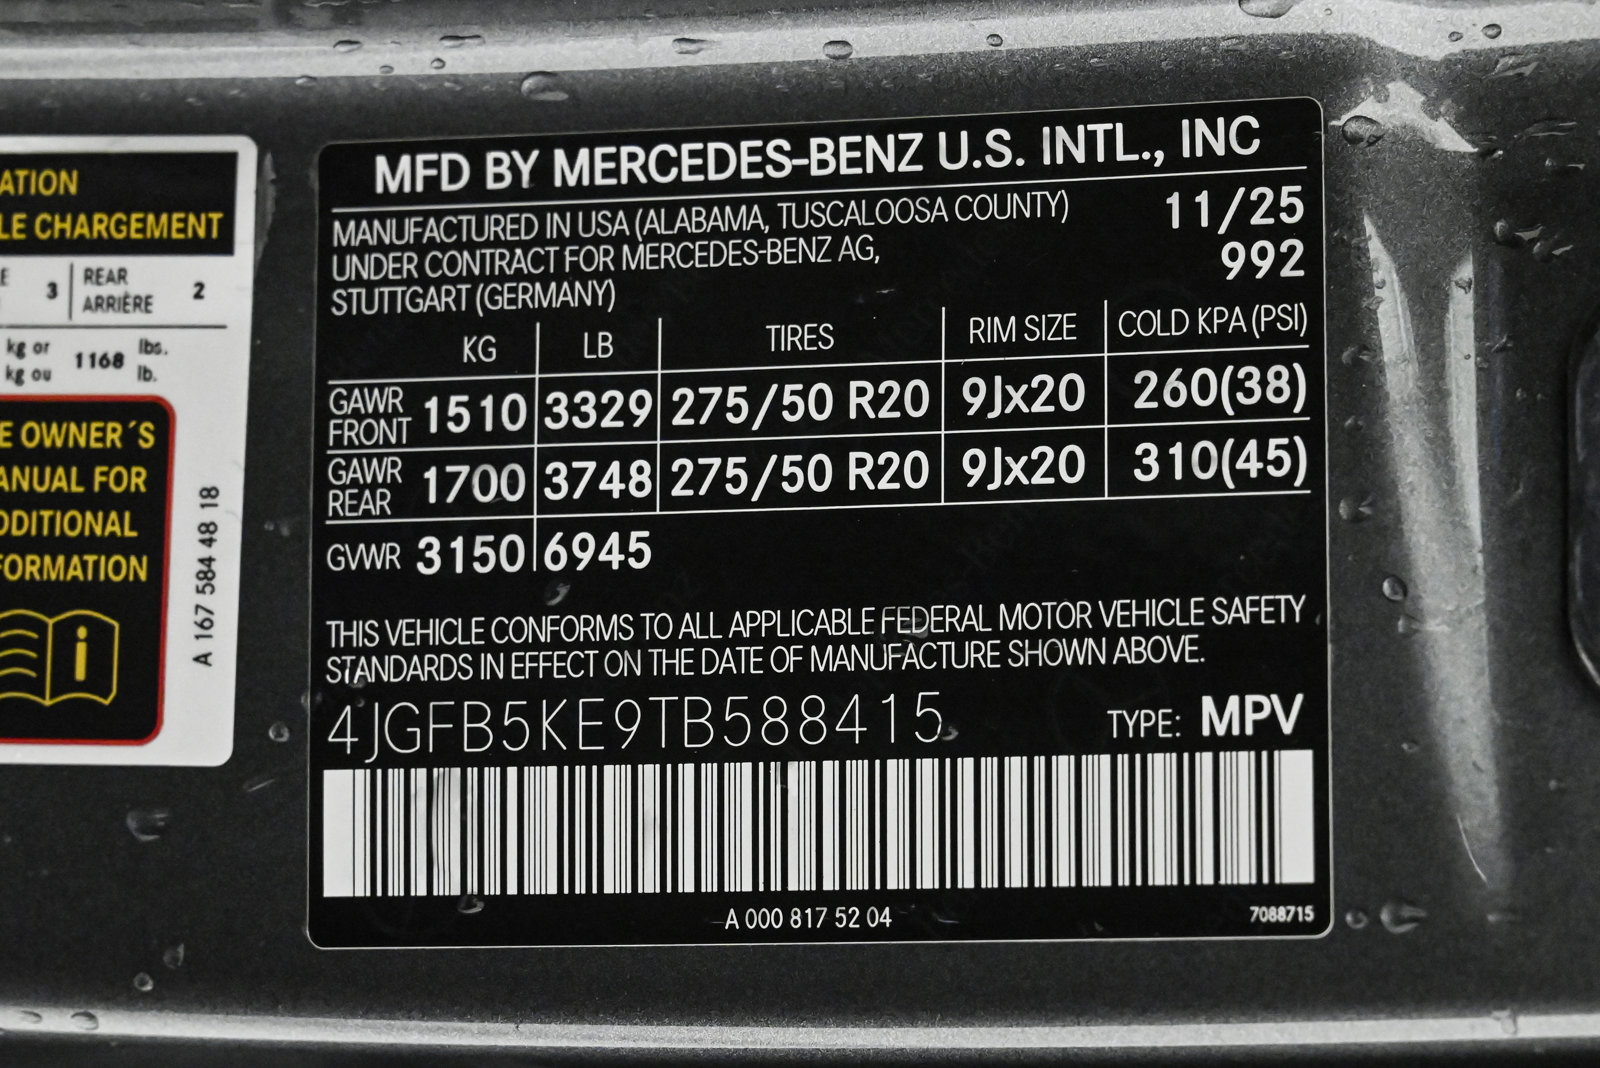 ATION
LE CHARGEMENT
E 3 REAR
ARRIÈRE 2
kg or 1168 lbs.
kg ou lb.
E OWNER´S
ANUAL FOR
DDITIONAL
FORMATION
i
A 167 584 48 18
MFD BY MERCEDES-BENZ U.S. INTL., INC
MANUFACTURED IN USA (ALABAMA, TUSCALOOSA COUNTY) 11/25
UNDER CONTRACT FOR MERCEDES-BENZ AG, 992
STUTTGART (GERMANY)
KG LB TIRES RIM SIZE COLD KPA (PSI)
GAWR FRONT 1510 3329 275/50 R20 9Jx20 260(38)
GAWR REAR 1700 3748 275/50 R20 9Jx20 310(45)
GVWR 3150 6945
THIS VEHICLE CONFORMS TO ALL APPLICABLE FEDERAL MOTOR VEHICLE SAFETY
STANDARDS IN EFFECT ON THE DATE OF MANUFACTURE SHOWN ABOVE.
4JGFB5KE9TB588415 TYPE: MPV
A 000 817 52 04 7088715